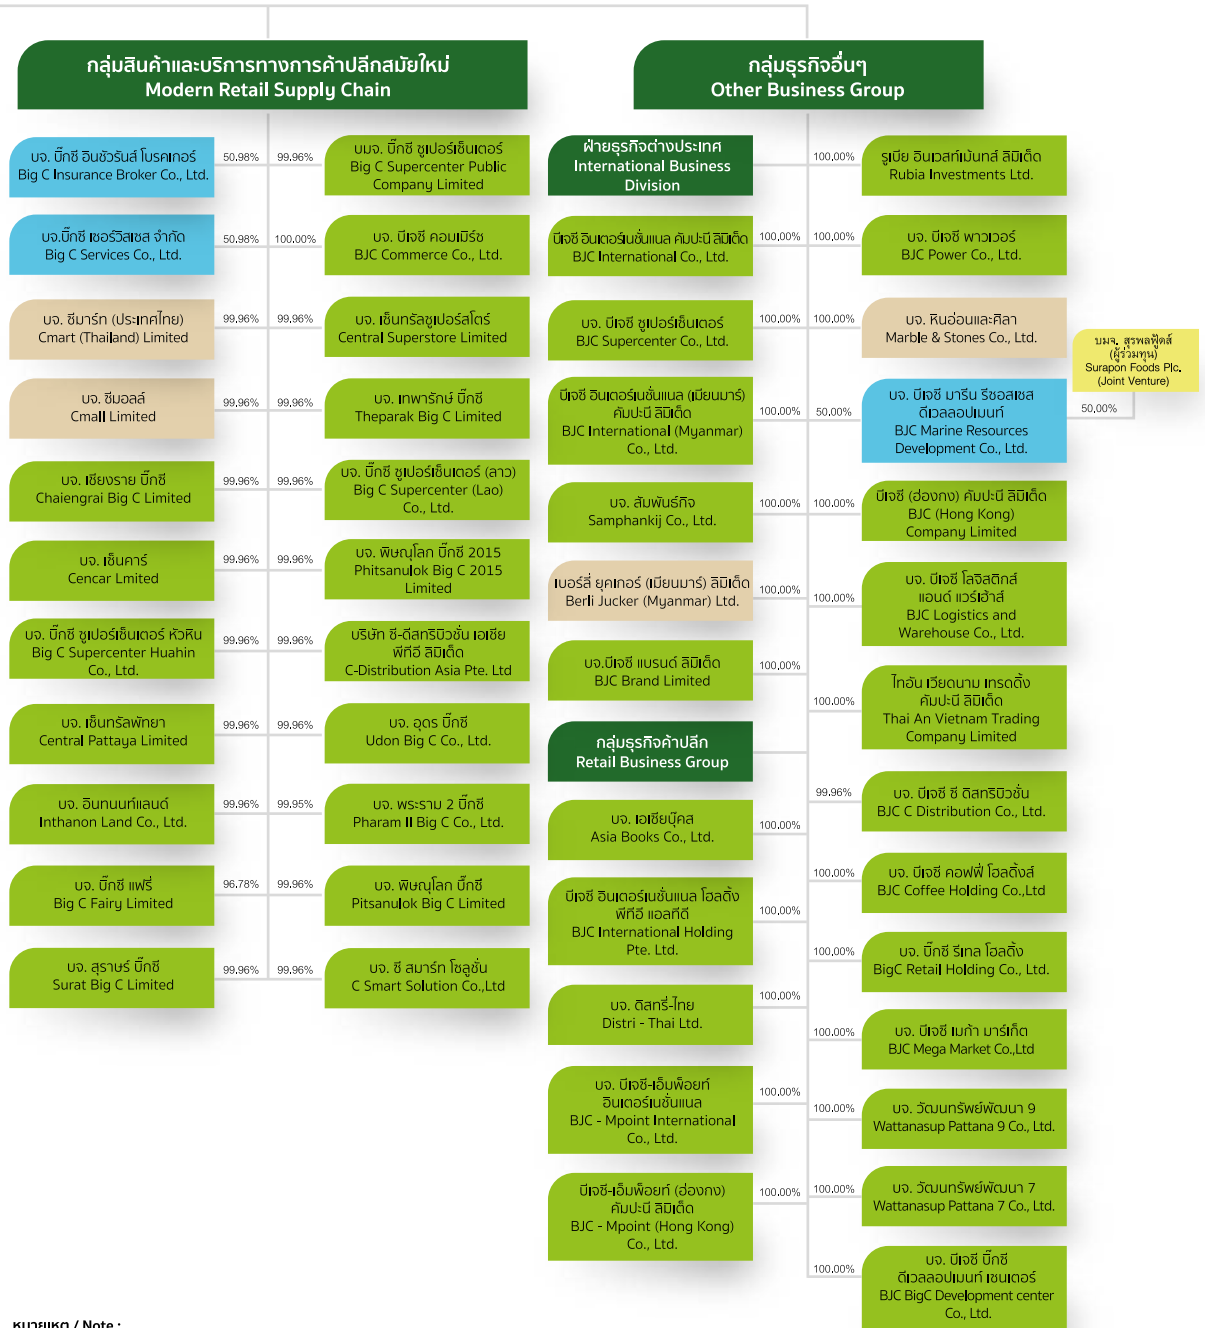 กลุ่มสินค้าและบริการทางการค้าปลีกสมัยใหม่
Modern Retail Supply Chain
บจ. บิ๊กซี อินชัวรันส์ โบรคเกอร์
Big C Insurance Broker Co., Ltd.
50.98%
99.96%
บมจ. บิ๊กซี ซูเปอร์เซ็นเตอร์
Big C Supercenter Public
Company Limited
บจ.บิ๊กซี เซอร์วิสเซส จำกัด
Big C Services Co., Ltd.
50.98%
100.00%
บจ. บีเจซี คอมเมิร์ซ
BJC Commerce Co., Ltd.
บจ. ซีมาร์ท (ประเทศไทย)
Cmart (Thailand) Limited
99.96%
99.96%
บจ. เซ็นทรัลซูเปอร์สโตร์
Central Superstore Limited
บจ. ซีมอลล์
Cmall Limited
99.96%
99.96%
บจ. เทพารักษ์ บิ๊กซี
Theparak Big C Limited
บจ. เชียงราย บิ๊กซี
Chaiengrai Big C Limited
99.96%
99.96%
บจ. บิ๊กซี ซูเปอร์เซ็นเตอร์ (ลาว)
Big C Supercenter (Lao)
Co., Ltd.
บจ. เซ็นคาร์
Cencar Lmited
99.96%
99.96%
บจ. พิษณุโลก บิ๊กซี 2015
Phitsanulok Big C 2015
Limited
บจ. บิ๊กซี ซูเปอร์เซ็นเตอร์ หัวหิน
Big C Supercenter Huahin
Co., Ltd.
99.96%
99.96%
บริษัท ซี-ดีสทริบิวชั่น เอเชีย
พีทีอี ลิมิเต็ด
C-Distribution Asia Pte. Ltd
บจ. เซ็นทรัลพัทยา
Central Pattaya Limited
99.96%
99.96%
บจ. อุดร บิ๊กซี
Udon Big C Co., Ltd.
บจ. อินทนนท์แลนด์
Inthanon Land Co., Ltd.
99.96%
99.95%
บจ. พระราม 2 บิ๊กซี
Pharam II Big C Co., Ltd.
บจ. บิ๊กซี แฟรี่
Big C Fairy Limited
96.78%
99.96%
บจ. พิษณุโลก บิ๊กซี
Pitsanulok Big C Limited
บจ. สุราษร์ บิ๊กซี
Surat Big C Limited
99.96%
99.96%
บจ. ซี สมาร์ท โซลูชั่น
C Smart Solution Co.,Ltd
กลุ่มธุรกิจอื่นๆ
Other Business Group
ฝ่ายธุรกิจต่างประเทศ
International Business
Division
100.00%
รูเบีย อินเวสท์เม้นทส์ ลิมิเต็ด
Rubia Investments Ltd.
บีเจซี อินเตอร์เนชั่นแนล คัมปะนี ลิมิเต็ด
BJC International Co., Ltd.
100.00%
100.00%
บจ. บีเจซี พาวเวอร์
BJC Power Co., Ltd.
บจ. บีเจซี ซูเปอร์เซ็นเตอร์
BJC Supercenter Co., Ltd.
100.00%
100.00%
บจ. หินอ่อนและศิลา
Marble & Stones Co., Ltd.
บมจ. สุรพลฟู้ดส์
(ผู้ร่วมทุน)
Surapon Foods Plc.
(Joint Venture)
บีเจซี อินเตอร์เนชั่นแนล (เมียนมาร์)
คัมปะนี ลิมิเต็ด
BJC International (Myanmar)
Co., Ltd.
100.00%
50.00%
บจ. บีเจซี มารีน รีซอสเซส
ดีเวลลอปเมนท์
BJC Marine Resources
Development Co., Ltd.
50.00%
บจ. สัมพันธ์กิจ
Samphankij Co., Ltd.
100.00%
100.00%
บีเจซี (ฮ่องกง) คัมปะนี ลิมิเต็ด
BJC (Hong Kong)
Company Limited
เบอร์ลี่ ยุคเกอร์ (เมียนมาร์) ลิมิเต็ด
Berli Jucker (Myanmar) Ltd.
100.00%
100.00%
บจ. บีเจซี โลจิสติกส์
แอนด์ แวร์เฮ้าส์
BJC Logistics and
Warehouse Co., Ltd.
บจ.บีเจซี แบรนด์ ลิมิเต็ด
BJC Brand Limited
100.00%
100.00%
ไทอัน เวียดนาม เทรดดิ้ง
คัมปะนี ลิมิเต็ด
Thai An Vietnam Trading
Company Limited
กลุ่มธุรกิจค้าปลีก
Retail Business Group
99.96%
บจ. บีเจซี ซี ดิสทริบิวชั่น
BJC C Distribution Co., Ltd.
บจ. เอเซียบุ๊คส
Asia Books Co., Ltd.
100.00%
100.00%
บจ. บีเจซี คอฟฟี่ โฮลดิ้งส์
BJC Coffee Holding Co.,Ltd
บีเจซี อินเตอร์เนชั่นแนล โฮลดิ้ง
พีทีอี แอลทีดี
BJC International Holding
Pte. Ltd.
100.00%
100.00%
บจ. บิ๊กซี รีเทล โฮลดิ้ง
BigC Retail Holding Co., Ltd.
บจ. ดิสทรี่-ไทย
Distri - Thai Ltd.
100.00%
100.00%
บจ. บีเจซี เมก้า มาร์เก็ต
BJC Mega Market Co.,Ltd
บจ. บีเจซี-เอ็มพ็อยท์
อินเตอร์เนชั่นแนล
BJC - Mpoint International
Co., Ltd.
100.00%
100.00%
บจ. วัฒนทรัพย์พัฒนา 9
Wattanasup Pattana 9 Co., Ltd.
บีเจซี-เอ็มพ็อยท์ (ฮ่องกง)
คัมปะนี ลิมิเต็ด
BJC - Mpoint (Hong Kong)
Co., Ltd.
100.00%
100.00%
บจ. วัฒนทรัพย์พัฒนา 7
Wattanasup Pattana 7 Co., Ltd.
100.00%
บจ. บีเจซี บิ๊กซี
ดีเวลลอปเมนท์ เซนเตอร์
BJC BigC Development center
Co., Ltd.
หมายเหตุ / Note :